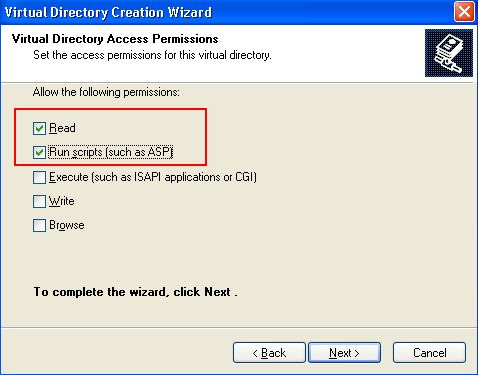 Virtual Directory Creation Wizard
Virtual Directory Access Permissions
Set the access permissions for this virtual directory.
Allow the following permissions:
Read
Run scripts (such as ASP)
Execute (such as ISAPI applications or CGI)
Write
Browse
To complete the wizard, click Next .
< Back
Next >
Cancel